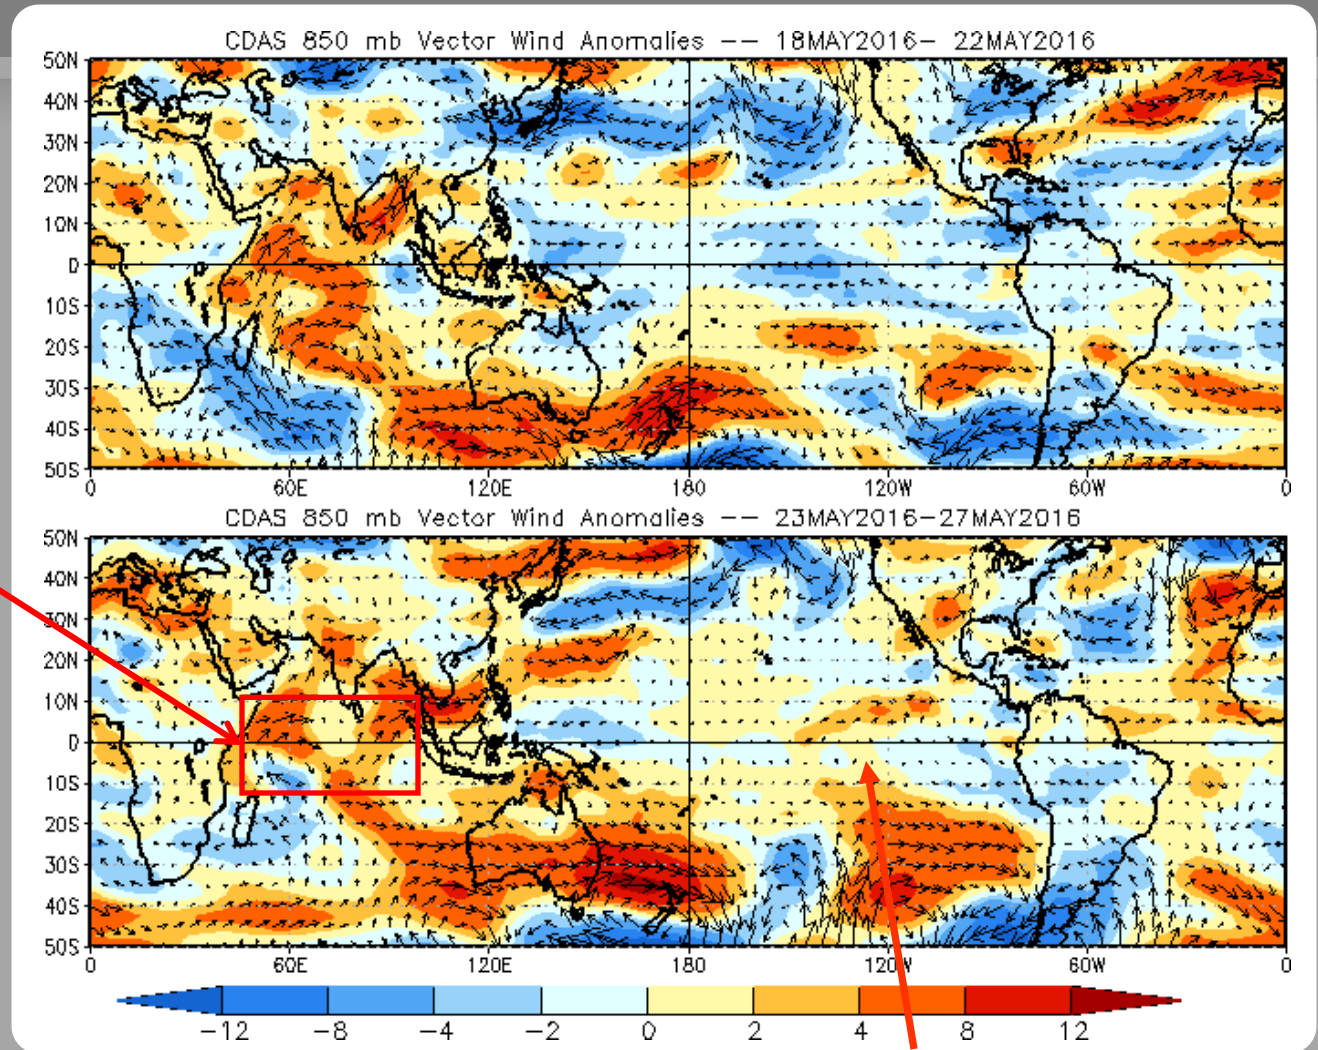 CDAS 850 mb Vector Wind Anomalies -- 18MAY2016- 22MAY2016
50N
40N
30N
20N
10N
0
10S
20S
30S
40S
50S
0 60E 120E 180 120W 60W 0
CDAS 850 mb Vector Wind Anomalies -- 23MAY2016-27MAY2016
50N
40N
30N
20N
10N
0
10S
20S
30S
40S
50S
0 60E 120E 180 120W 60W 0
-12 -8 -4 -2 0 2 4 8 12